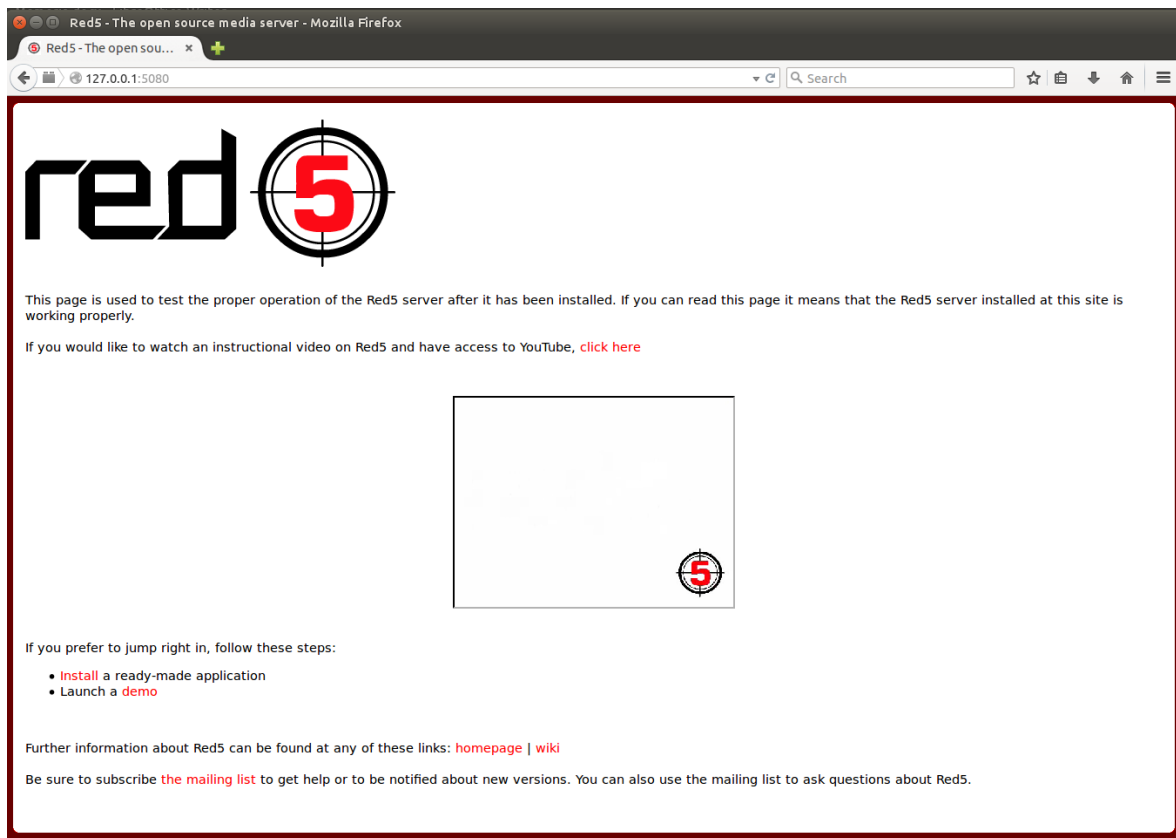 Red5 - The open source media server - Mozilla Firefox
Red5 - The open sou...
127.0.0.1:5080
Search
red5
This page is used to test the proper operation of the Red5 server after it has been installed. If you can read this page it means that the Red5 server installed at this site is
working properly.
If you would like to watch an instructional video on Red5 and have access to YouTube, click here
5
If you prefer to jump right in, follow these steps:
• Install a ready-made application
• Launch a demo
Further information about Red5 can be found at any of these links: homepage | wiki
Be sure to subscribe the mailing list to get help or to be notified about new versions. You can also use the mailing list to ask questions about Red5.